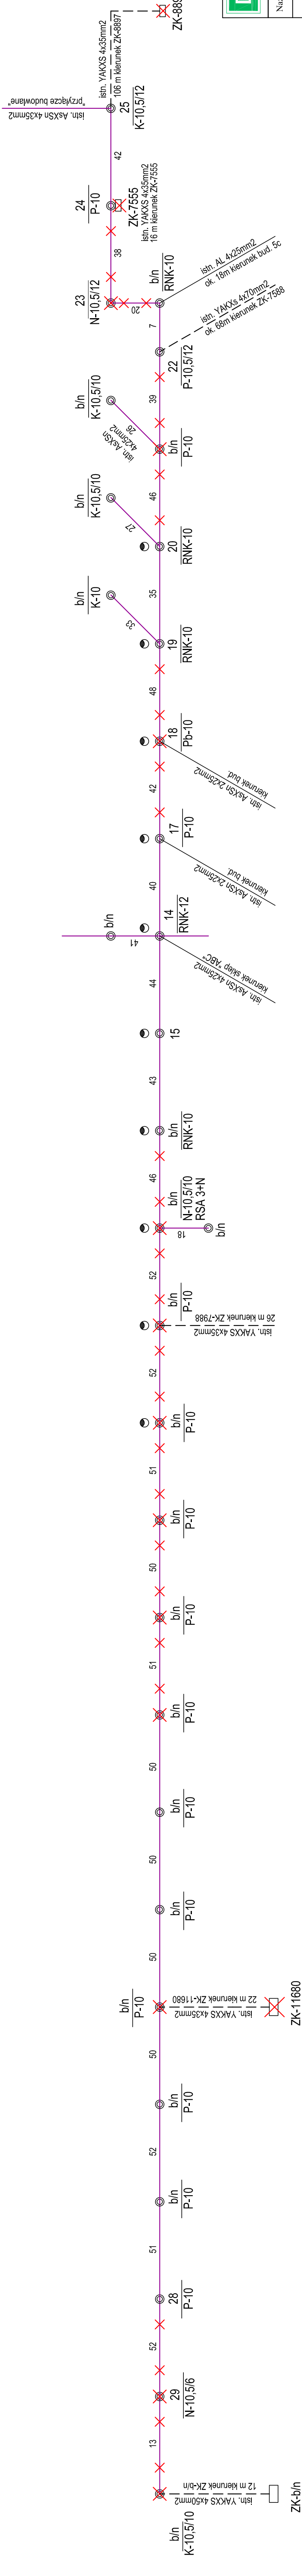 ZK-889
istn. YAKXS 4x35mm2
106 m kierunek ZK-8897
istn. AsXSn 4x35mm2
"przyłącze budowlane"
25
K-10,5/12
42
24
P-10
ZK-7555
istn. YAKXS 4x35mm2
16 m kierunek ZK-7555
38
23
N-10,5/12
20
b/n
RNK-10
istn. AL 4x25mm2
ok. 18m kierunek bud. 5c
7
istn. YAKXs 4x70mm2
ok. 68m kierunek ZK-7588
22
P-10,5/12
39
b/n
K-10,5/10
26
istn. AsXSn
4x25mm2
b/n
P-10
46
b/n
K-10,5/10
27
20
RNK-10
35
b/n
K-10
33
19
RNK-10
48
18
Pb-10
istn. AsXSn 2x25mm2
kierunek bud.
42
17
P-10
istn. AsXSn 2x25mm2
kierunek bud.
40
b/n
41
14
RNK-12
istn. AsXSn 4x25mm2
kierunek "sklep "ABC"
44
15
43
b/n
RNK-10
46
b/n
N-10,5/10
RSA 3+N
18
b/n
52
b/n
P-10
istn. YAKXS 4x35mm2
26 m kierunek ZK-7988
52
b/n
P-10
51
b/n
P-10
50
b/n
P-10
51
b/n
P-10
50
b/n
P-10
50
b/n
P-10
50
b/n
P-10
istn. YAKXS 4x35mm2
22 m kierunek ZK-11680
ZK-11680
50
b/n
P-10
52
b/n
P-10
51
28
P-10
52
29
N-10,5/6
13
b/n
K-10,5/10
istn. YAKXS 4x50mm2
12 m kierunek ZK-b/n
ZK-b/n